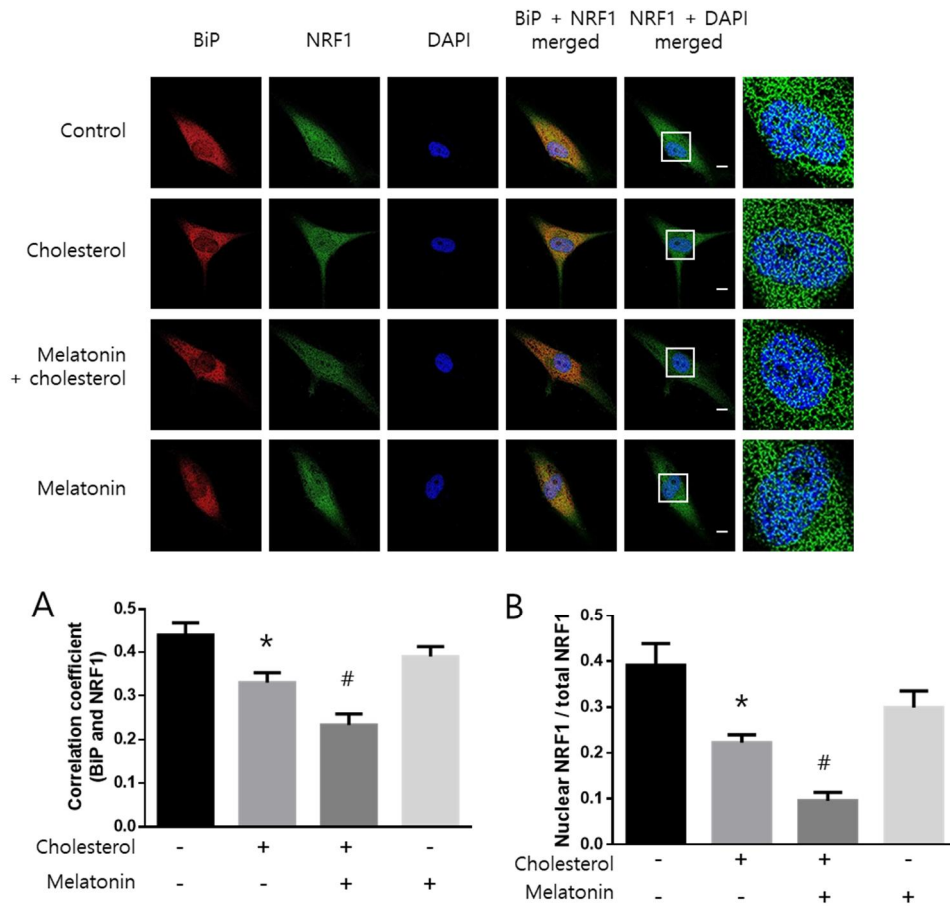 BiP NRF1 DAPI BiP + NRF1 merged NRF1 + DAPI merged
Control
Cholesterol
Melatonin
+ cholesterol
Melatonin
A
Correlation coefficient
(BiP and NRF1)
0.5
0.4
0.3
0.2
0.1
0.0
*
#
Cholesterol - + + -
Melatonin - - + +
B
Nuclear NRF1 / total NRF1
0.5
0.4
0.3
0.2
0.1
0.0
*
#
Cholesterol - + + -
Melatonin - - + +